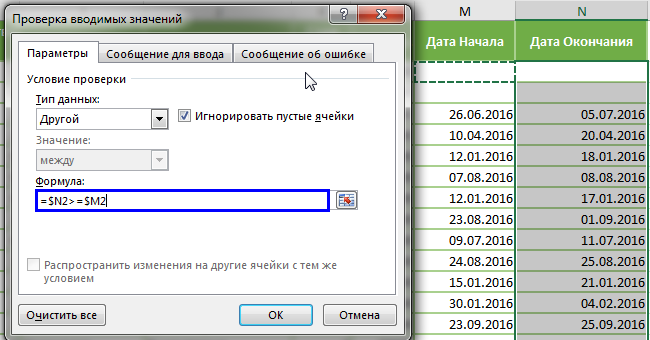 Проверка вводимых значений
Параметры
Сообщение для ввода
Сообщение об ошибке
Условие проверки
Тип данных:
Другой
Игнорировать пустые ячейки
Значение:
между
Формула:
=$N2>=$M2
Распространить изменения на другие ячейки с тем же
условием
Очистить все
ОК
Отмена
M N
Дата Начала Дата Окончания
26.06.2016 05.07.2016
10.04.2016 20.04.2016
12.01.2016 18.01.2016
07.08.2016 08.08.2016
12.01.2016 17.01.2016
23.08.2016 01.09.2016
09.07.2016 11.07.2016
24.08.2016 25.08.2016
15.01.2016 21.01.2016
30.01.2016 04.02.2016
23.09.2016 25.09.2016